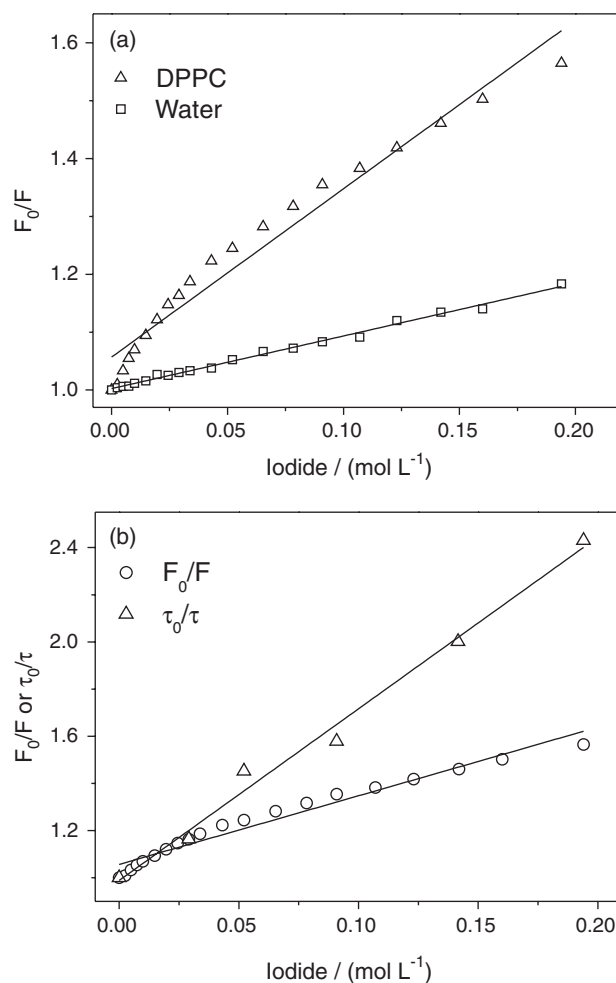 (a)
DPPC
Water
1.6
1.4
1.2
1.0
F₀/F
0.00 0.05 0.10 0.15 0.20
Iodide / (mol L⁻¹)
(b)
F₀/F
τ₀/τ
2.4
2.0
1.6
1.2
F₀/F or τ₀/τ
0.00 0.05 0.10 0.15 0.20
Iodide / (mol L⁻¹)